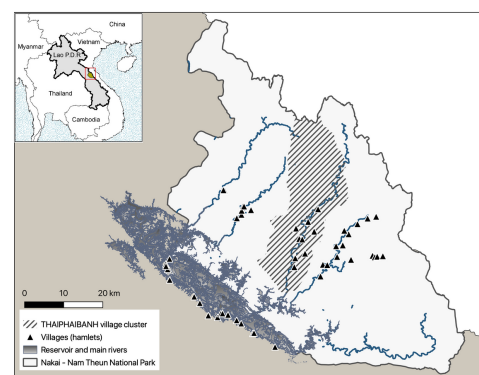 China
Myanmar
Vietnam
Lao P.D.R
Thailand
Cambodia
0 10 20 km
THAIPHAIBANH village cluster
Villages (hamlets)
Reservoir and main rivers
Nakai - Nam Theun National Park